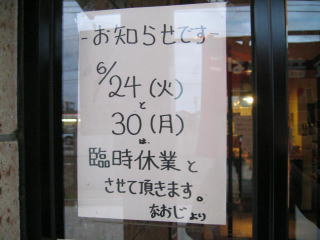 -お知らせです-
6/24(火)
と
30(月)
は、
臨時休業と
させて頂きます。
なおじより